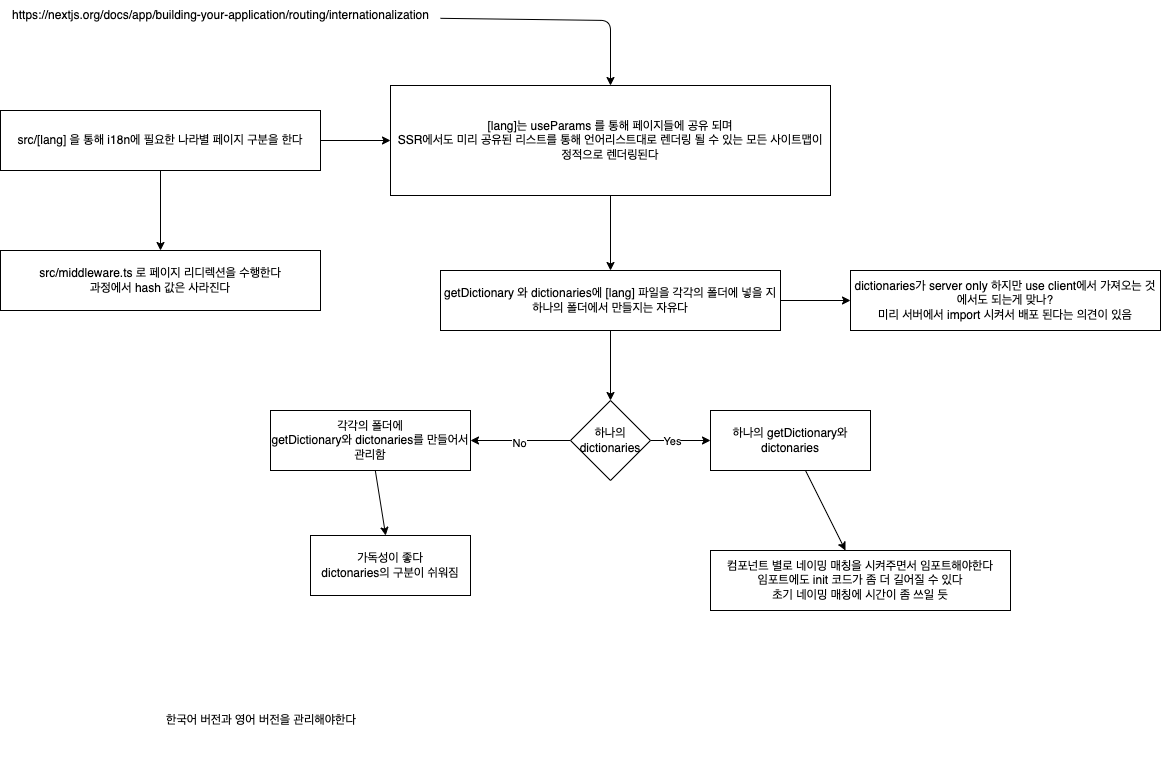 https://nextjs.org/docs/app/building-your-application/routing/internationalization
src/[lang] 을 통해 i18n에 필요한 나라별 페이지 구분을 한다
[lang]는 useParams 를 통해 페이지들에 공유 되며
SSR에서도 미리 공유된 리스트를 통해 언어리스트대로 렌더링 될 수 있는 모든 사이트맵이
정적으로 렌더링된다
src/middleware.ts 로 페이지 리디렉션을 수행한다
과정에서 hash 값은 사라진다
getDictionary 와 dictionaries에 [lang] 파일을 각각의 폴더에 넣을 지
하나의 폴더에서 만들지는 자유다
dictionaries가 server only 하지만 use client에서 가져오는 것
에서도 되는게 맞나?
미리 서버에서 import 시켜서 배포 된다는 의견이 있음
각각의 폴더에
getDictionary와 dictonaries를 만들어서
관리함
No
하나의
dictionaries
Yes
하나의 getDictionary와
dictonaries
가독성이 좋다
dictonaries의 구분이 쉬워짐
컴포넌트 별로 네이밍 매칭을 시켜주면서 임포트해야한다
임포트에도 init 코드가 좀 더 길어질 수 있다
초기 네이밍 매칭에 시간이 좀 쓰일 듯
한국어 버전과 영어 버전을 관리해야한다